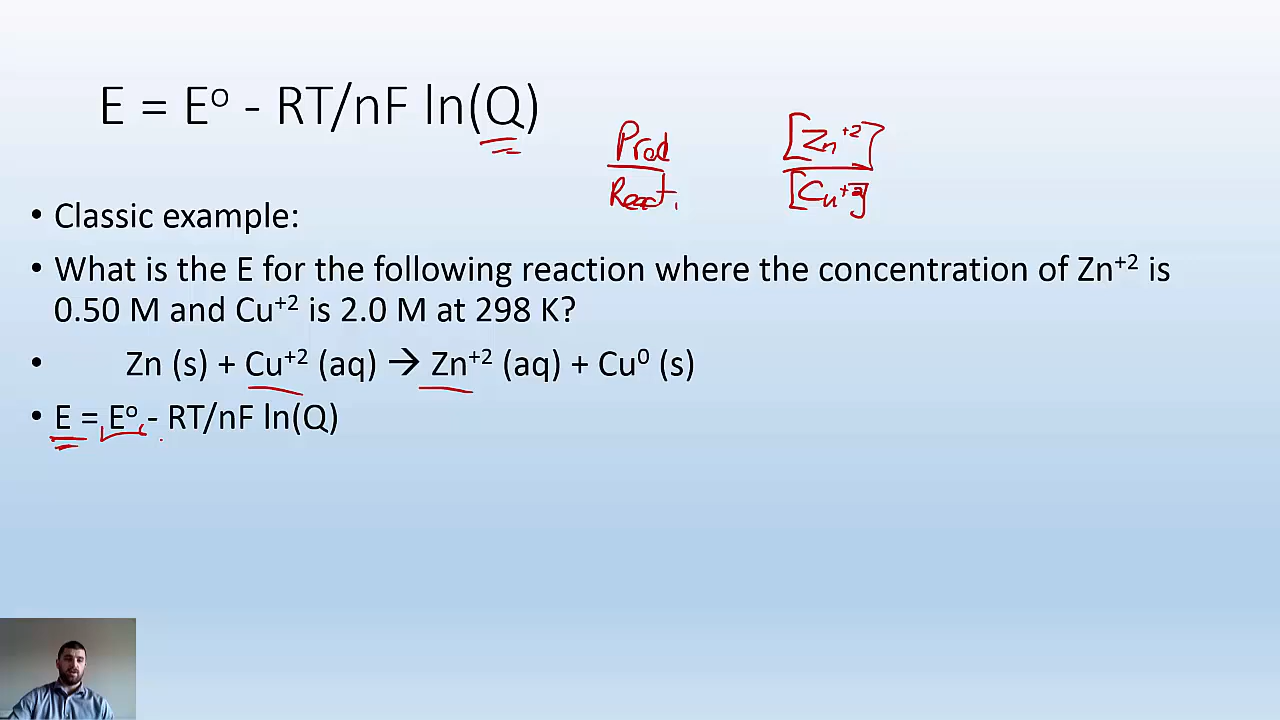 E = Eᵒ - RT/nF ln(Q)
Prod
React.
[Zn⁺²]
[Cu⁺²]
• Classic example:
• What is the E for the following reaction where the concentration of Zn⁺² is
0.50 M and Cu⁺² is 2.0 M at 298 K?
• Zn (s) + Cu⁺² (aq) → Zn⁺² (aq) + Cu⁰ (s)
• E = Eᵒ - RT/nF ln(Q)